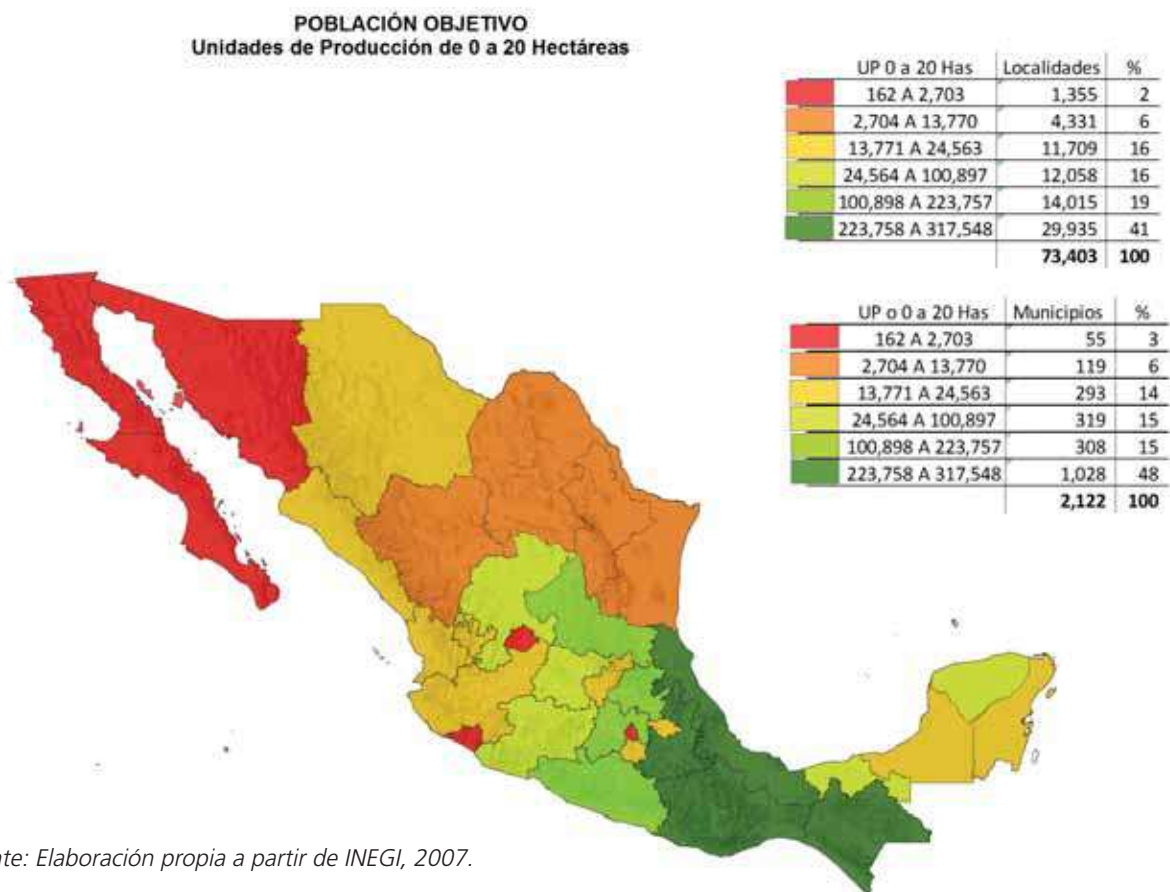 POBLACIÓN OBJETIVO
Unidades de Producción de 0 a 20 Hectáreas
UP 0 a 20 Has Localidades %
162 A 2,703 1,355 2
2,704 A 13,770 4,331 6
13,771 A 24,563 11,709 16
24,564 A 100,897 12,058 16
100,898 A 223,757 14,015 19
223,758 A 317,548 29,935 41
73,403 100
UP o 0 a 20 Has Municipios %
162 A 2,703 55 3
2,704 A 13,770 119 6
13,771 A 24,563 293 14
24,564 A 100,897 319 15
100,898 A 223,757 308 15
223,758 A 317,548 1,028 48
2,122 100
nte: Elaboración propia a partir de INEGI, 2007.